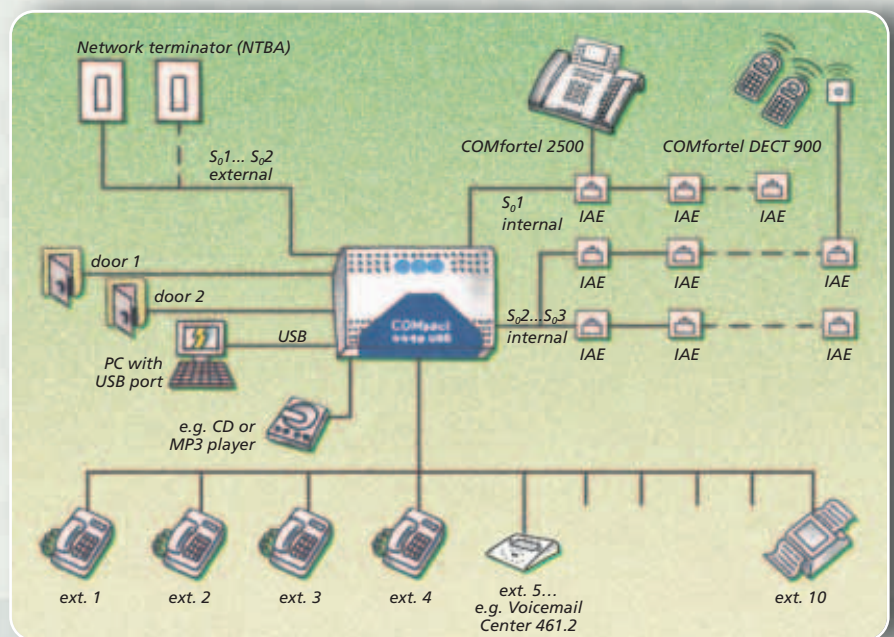 Network terminator (NTBA)
S₀1... S₀2
external
COMfortel 2500
COMfortel DECT 900
S₀1
internal
IAE
IAE
IAE
door 1
door 2
IAE
IAE
IAE
USB
S₀2...S₀3
internal
PC with
USB port
COMpact
USB
IAE
IAE
IAE
e.g. CD or
MP3 player
ext. 1
ext. 2
ext. 3
ext. 4
ext. 5...
e.g. Voicemail
Center 461.2
ext. 10